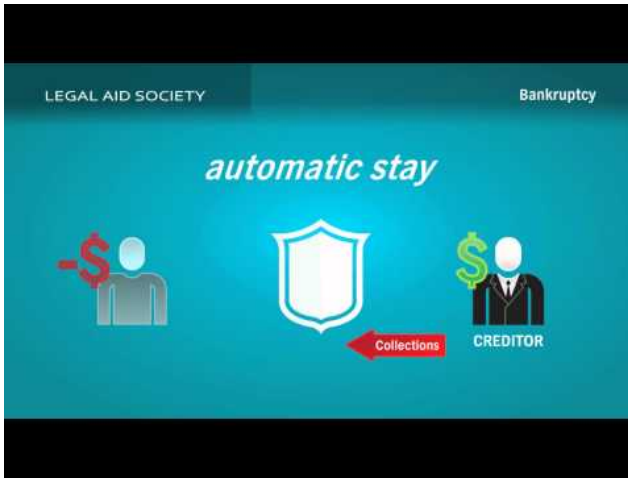 LEGAL AID SOCIETY
Bankruptcy
automatic stay
-$
$
Collections
CREDITOR